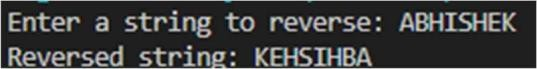 Enter a string to reverse: ABHISHEK
Reversed string: KEHSIHBA